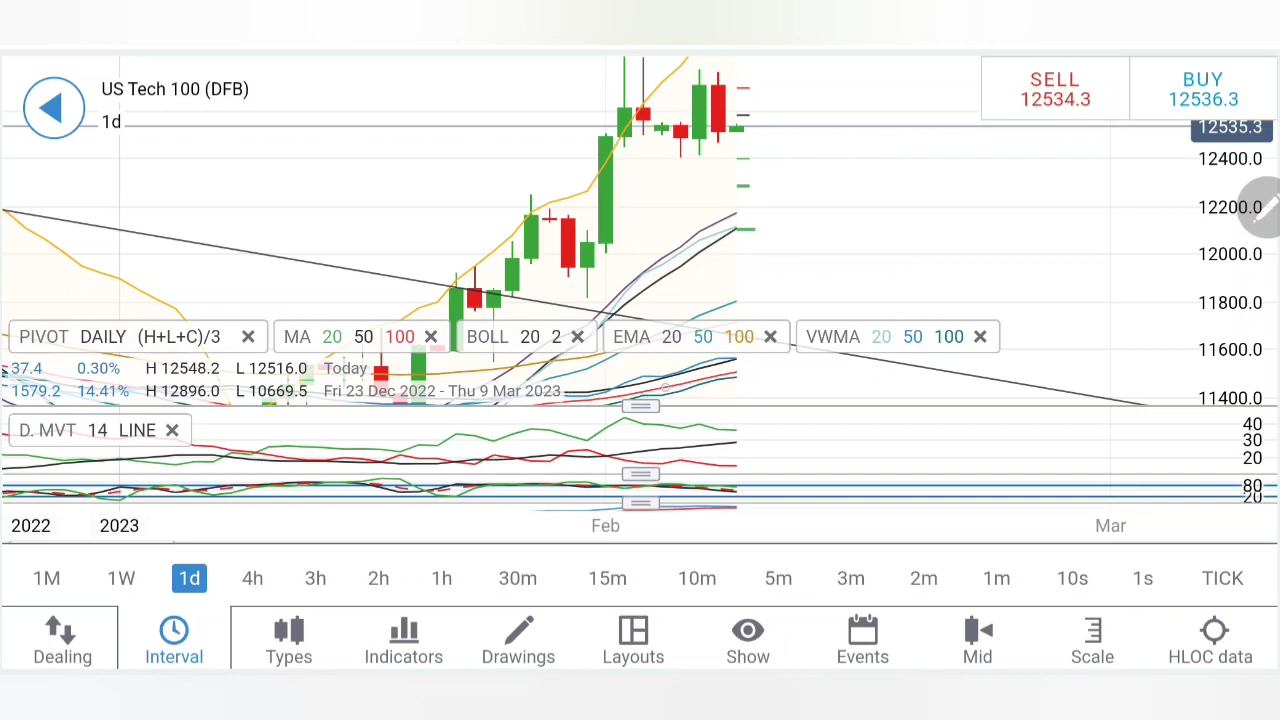 US Tech 100 (DFB)
1d
SELL
12534.3
BUY
12536.3
12535.3
12400.0
12200.0
12000.0
11800.0
11600.0
11400.0
PIVOT DAILY (H+L+C)/3
MA 20 50 100
BOLL 20 2
EMA 20 50 100
VWMA 20 50 100
37.4 0.30% H 12548.2 L 12516.0 Today
1579.2 14.41% H 12896.0 L 10669.5 Fri 23 Dec 2022 - Thu 9 Mar 2023
D. MVT 14 LINE
40
30
20
80
20
2022 2023 Feb Mar
1M 1W 1d 4h 3h 2h 1h 30m 15m 10m 5m 3m 2m 1m 10s 1s TICK
Dealing Interval Types Indicators Drawings Layouts Show Events Mid Scale HLOC data